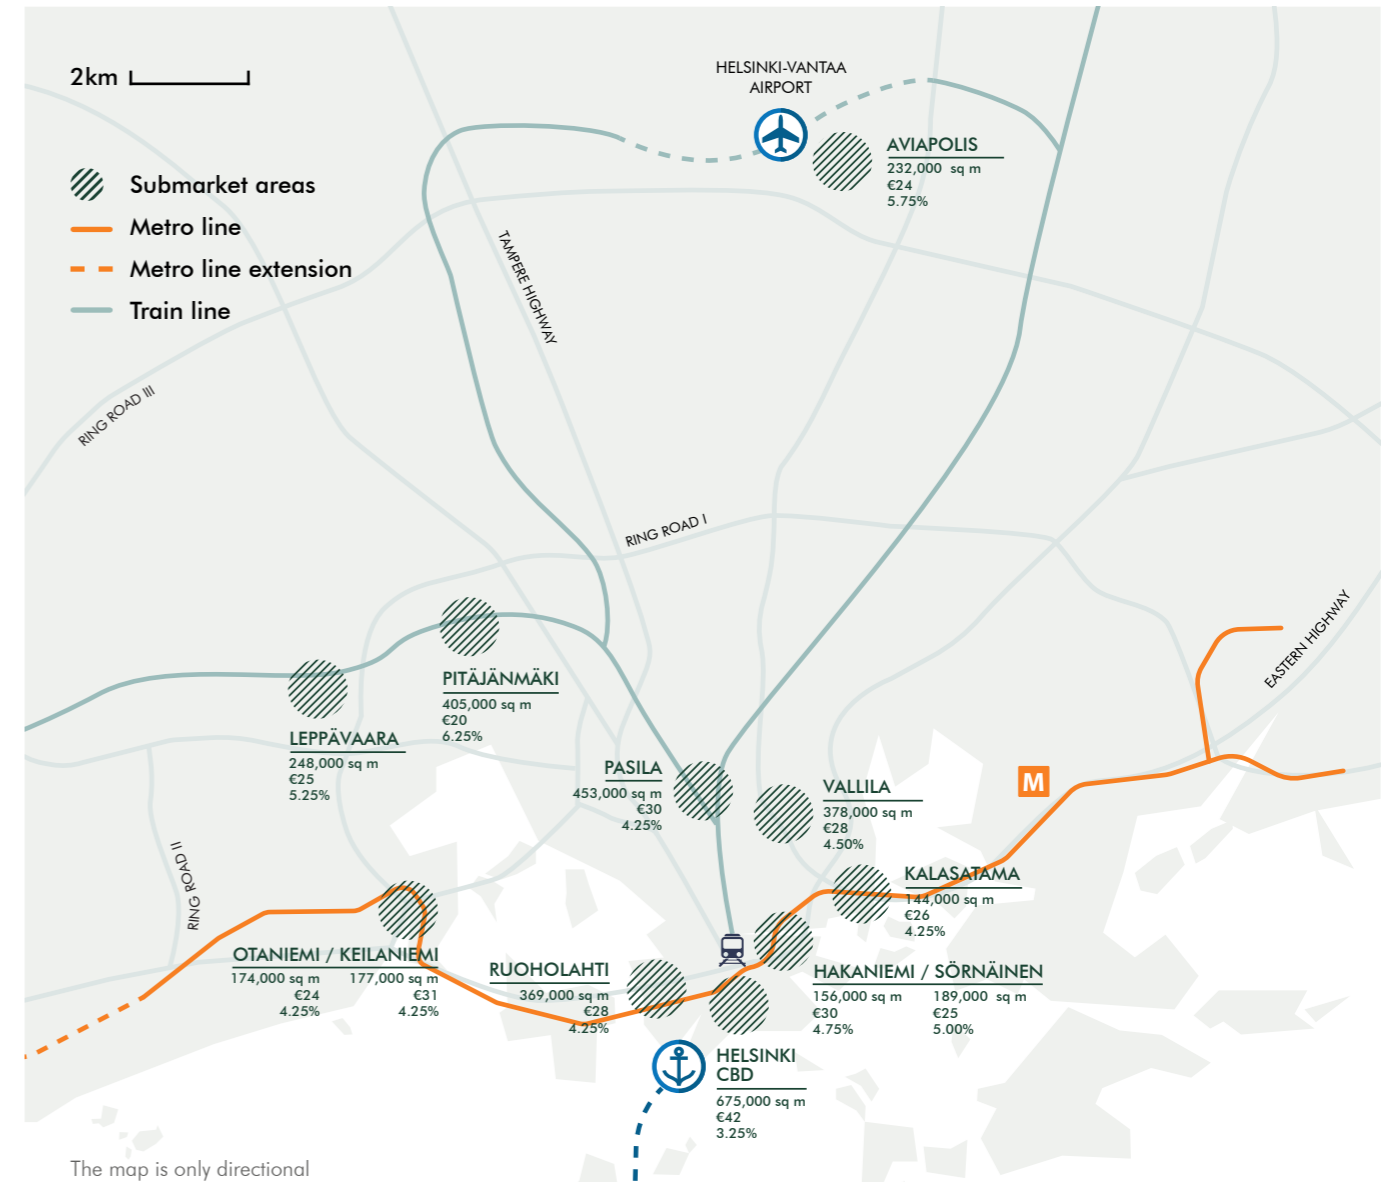 2km
Submarket areas
Metro line
Metro line extension
Train line
HELSINKI-VANTAA
AIRPORT
AVIAPOLIS
232,000 sq m
€24
5.75%
TAMPERE HIGHWAY
RING ROAD III
RING ROAD I
EASTERN HIGHWAY
PITÄJÄNMÄKI
405,000 sq m
€20
6.25%
LEPPÄVAARA
248,000 sq m
€25
5.25%
PASILA
453,000 sq m
€30
4.25%
VALLILA
378,000 sq m
€28
4.50%
M
KALASATAMA
144,000 sq m
€26
4.25%
RING ROAD II
OTANIEMI / KEILANIEMI
174,000 sq m 177,000 sq m
€24 €31
4.25% 4.25%
RUOHOLAHTI
369,000 sq m
€28
4.25%
HAKANIEMI / SÖRNÄINEN
156,000 sq m 189,000 sq m
€30 €25
4.75% 5.00%
HELSINKI
CBD
675,000 sq m
€42
3.25%
The map is only directional